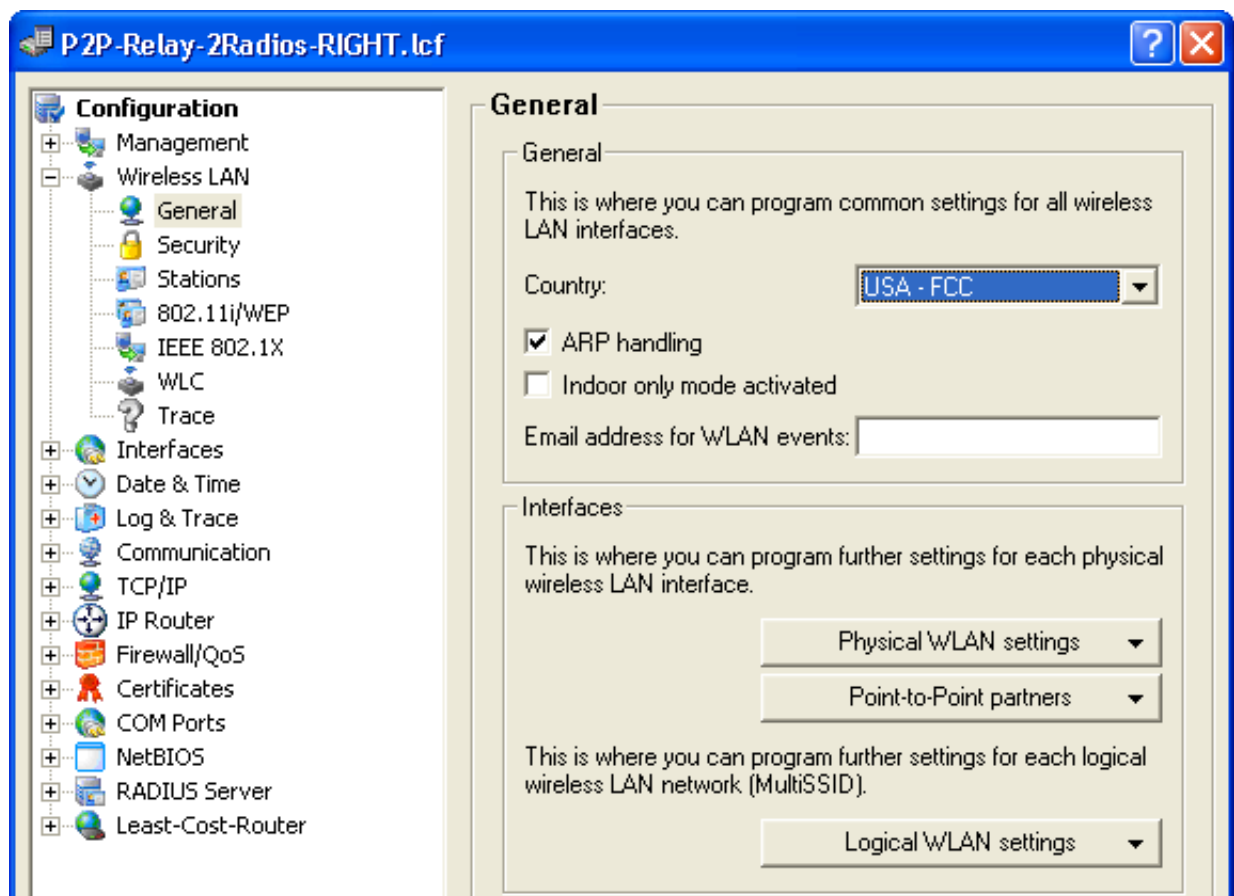 P2P-Relay-2Radios-RIGHT.lcf
Configuration
Management
Wireless LAN
General
Security
Stations
802.11i/WEP
IEEE 802.1X
WLC
Trace
Interfaces
Date & Time
Log & Trace
Communication
TCP/IP
IP Router
Firewall/QoS
Certificates
COM Ports
NetBIOS
RADIUS Server
Least-Cost-Router
General
General
This is where you can program common settings for all wireless
LAN interfaces.
Country: USA - FCC
ARP handling
Indoor only mode activated
Email address for WLAN events:
Interfaces
This is where you can program further settings for each physical
wireless LAN interface.
Physical WLAN settings
Point-to-Point partners
This is where you can program further settings for each logical
wireless LAN network (MultiSSID).
Logical WLAN settings